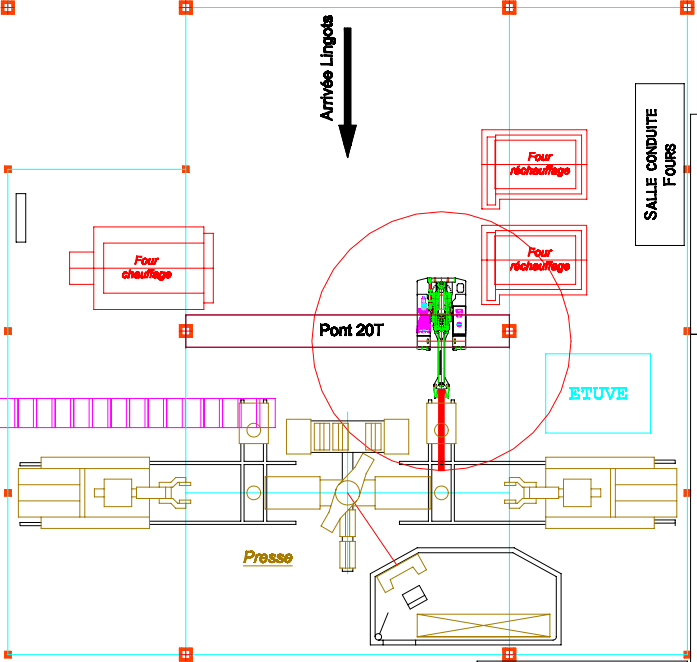 Arrivée Lingots
SALLE CONDUITE
FOURS
Four
réchauffage
Four
réchauffage
Four
chauffage
Pont 20T
ETUVE
Presse